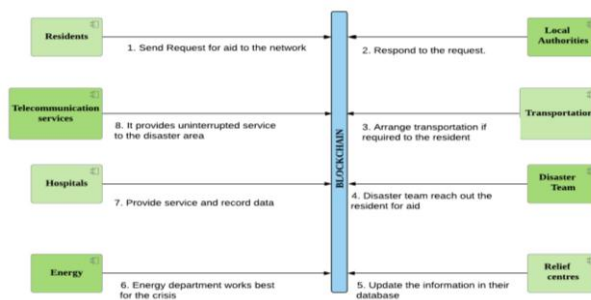 Residents
1. Send Request for aid to the network
Local
Authorities
2. Respond to the request.
Telecommunication
services
8. It provides uninterrupted service
to the disaster area
Transportation
3. Arrange transportation if
required to the resident
BLOCKCHAIN
Hospitals
7. Provide service and record data
Disaster
Team
4. Disaster team reach out the
resident for aid
Energy
6. Energy department works best
for the crisis
Relief
centres
5. Update the information in their
database